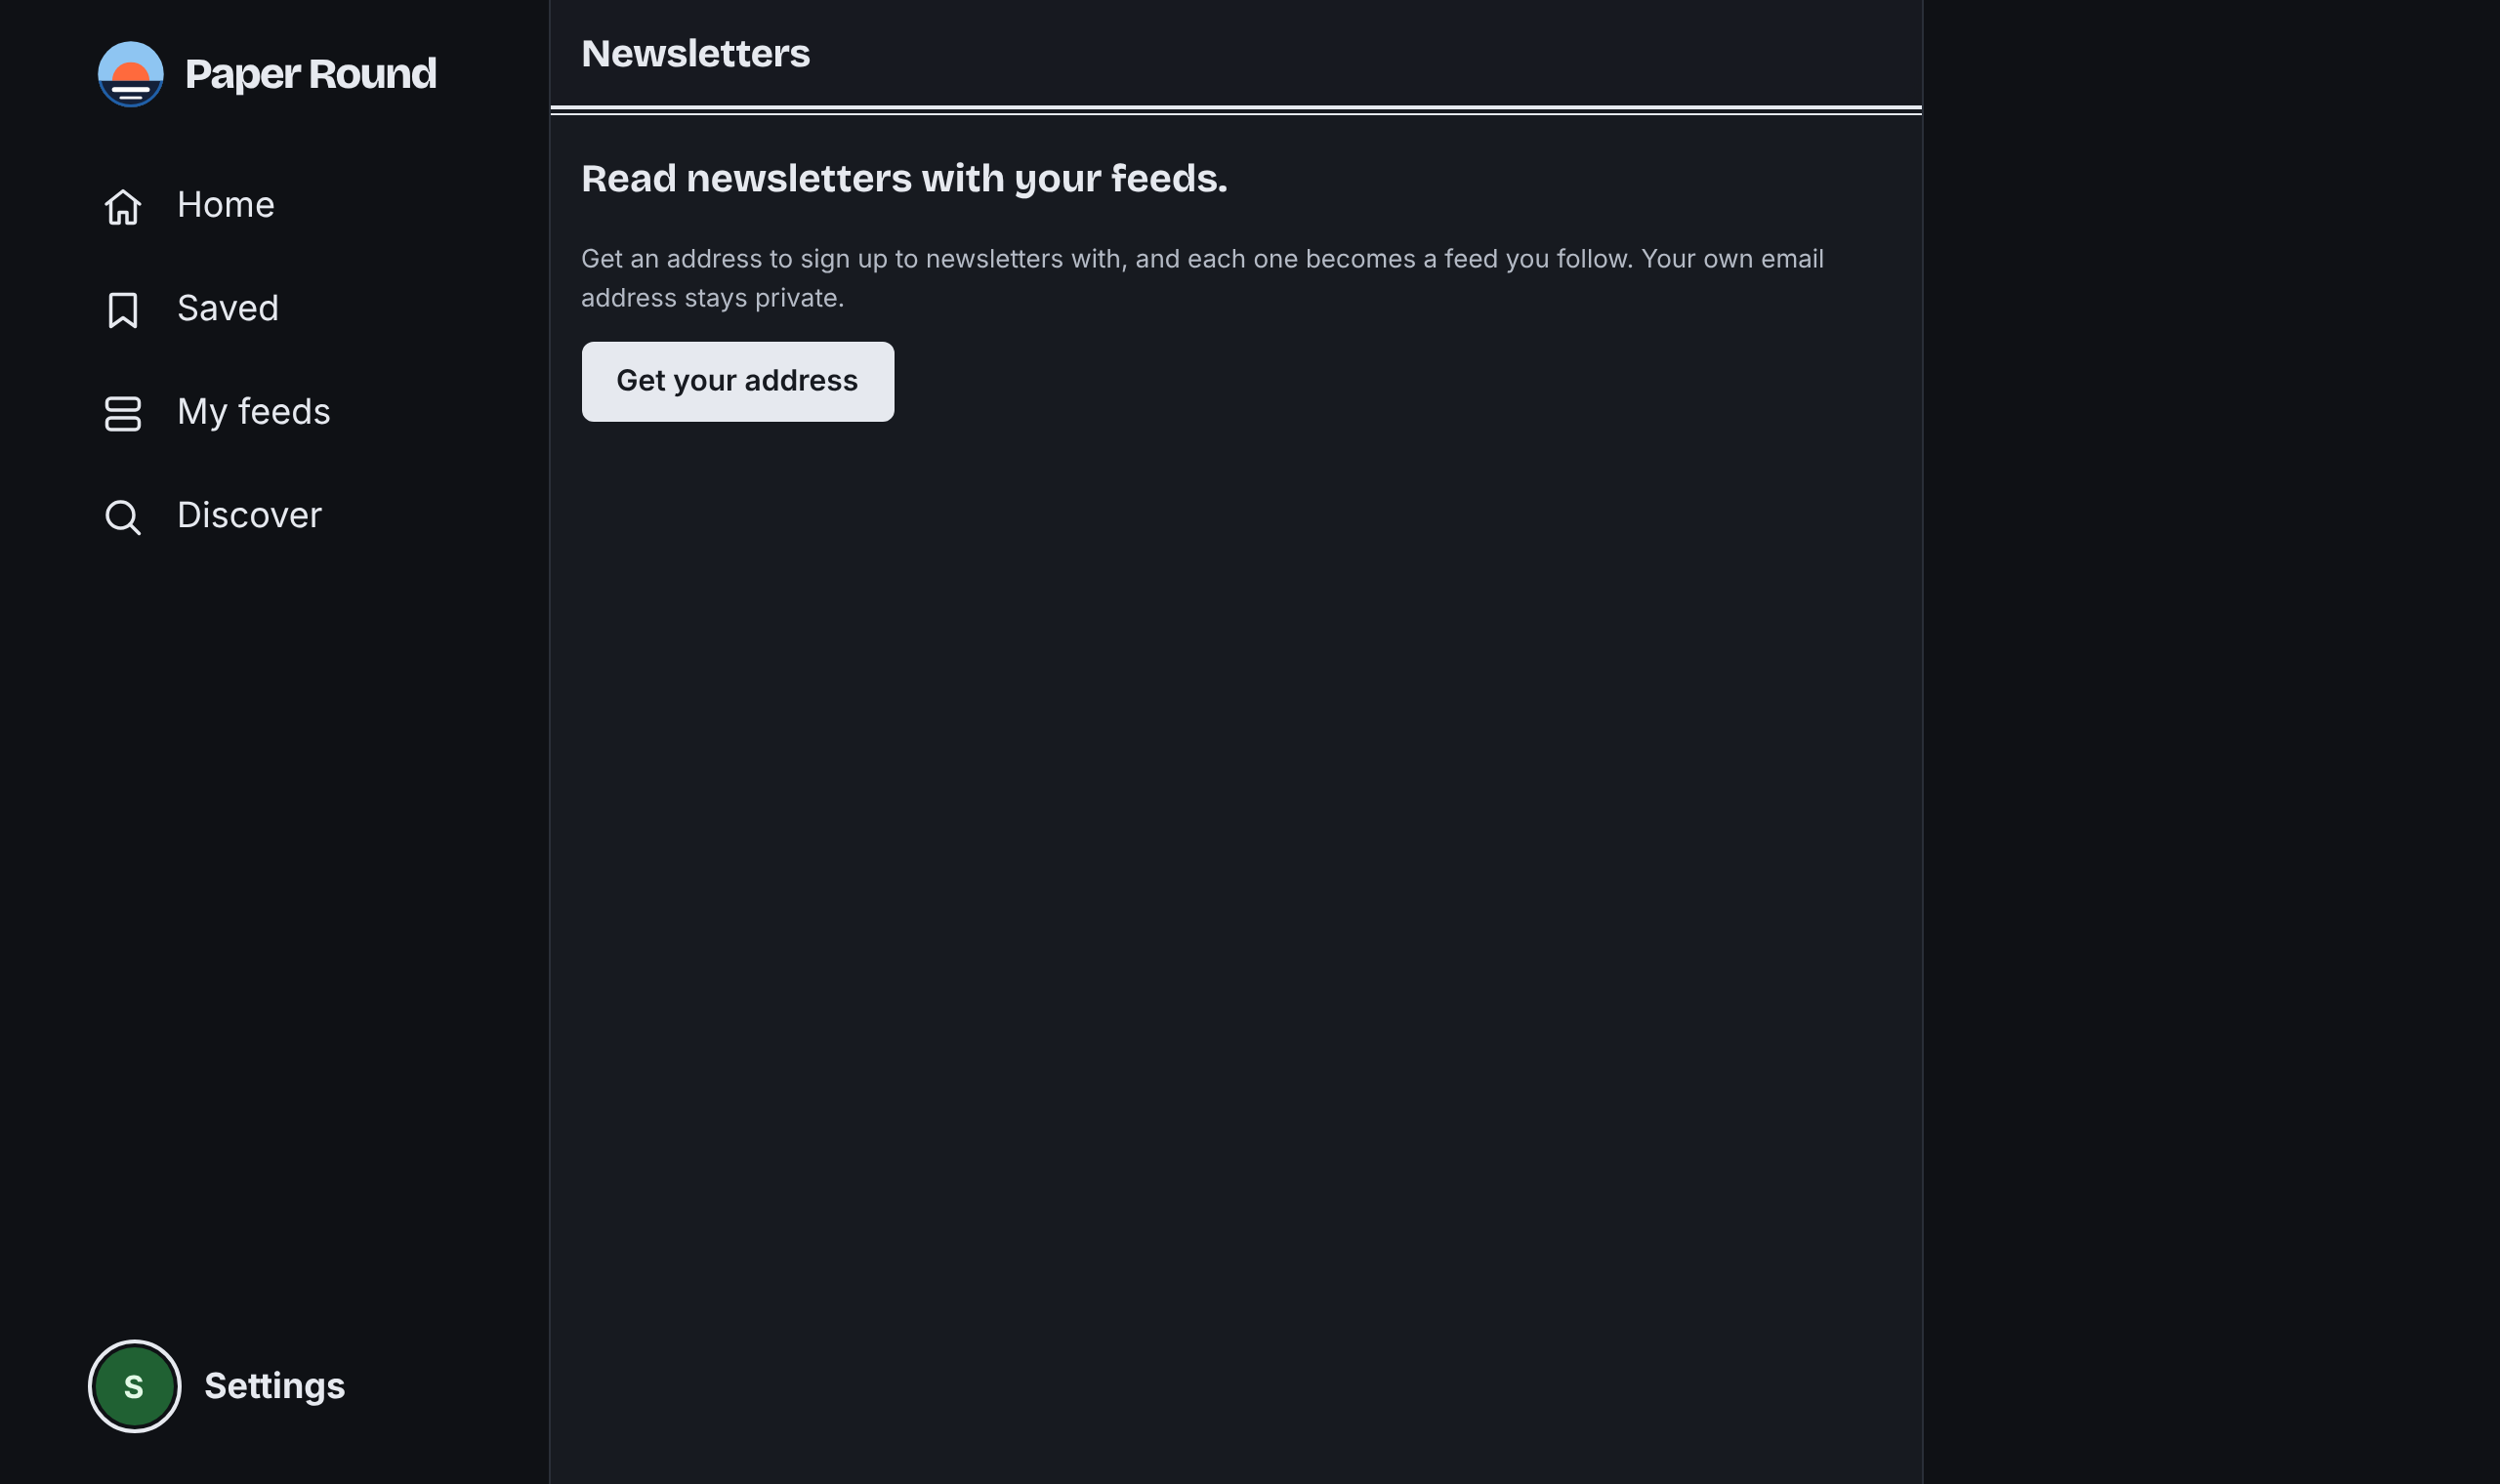 Paper Round
Home
Saved
My feeds
Discover
S
Settings
Newsletters
Read newsletters with your feeds.
Get an address to sign up to newsletters with, and each one becomes a feed you follow. Your own email
address stays private.
Get your address